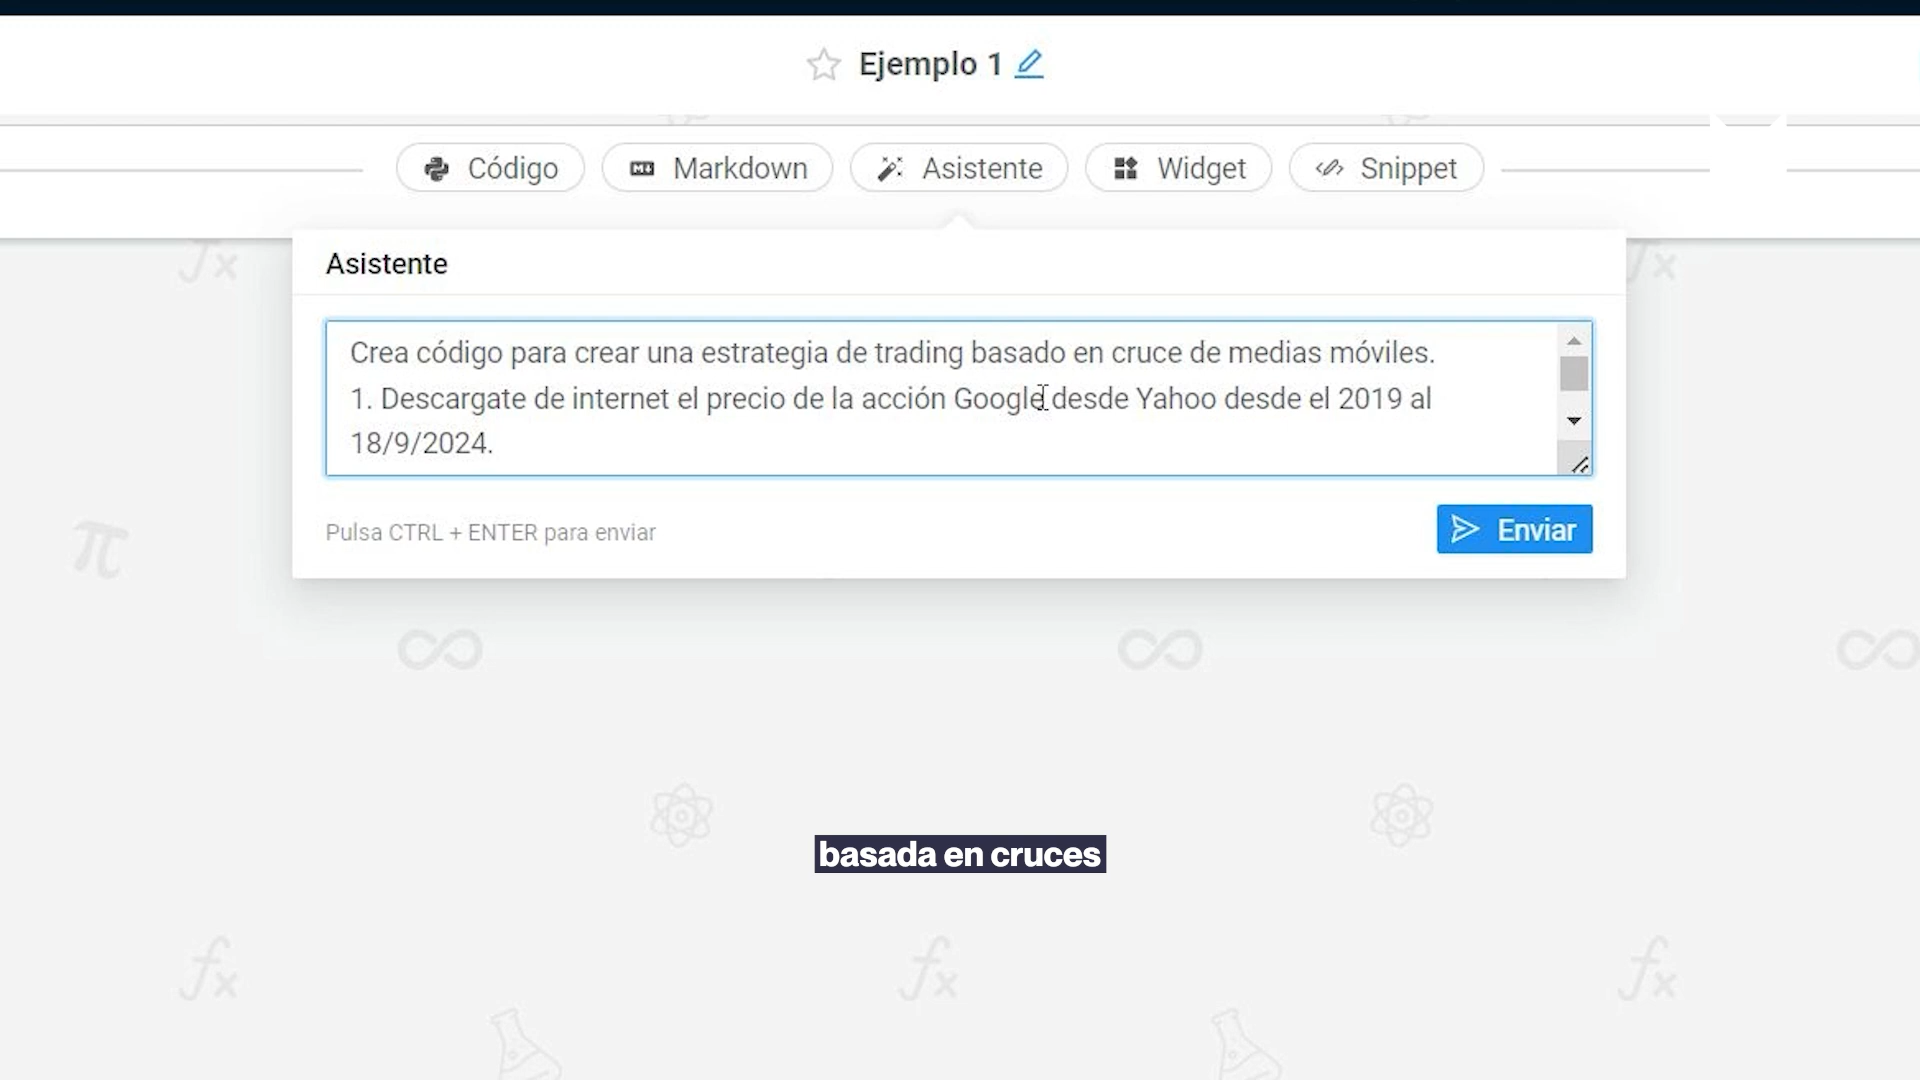 Ejemplo 1
Código
Markdown
Asistente
Widget
Snippet
Asistente
Crea código para crear una estrategia de trading basado en cruce de medias móviles.
1. Descargate de internet el precio de la acción Google desde Yahoo desde el 2019 al
18/9/2024.
Pulsa CTRL + ENTER para enviar
Enviar
basada en cruces